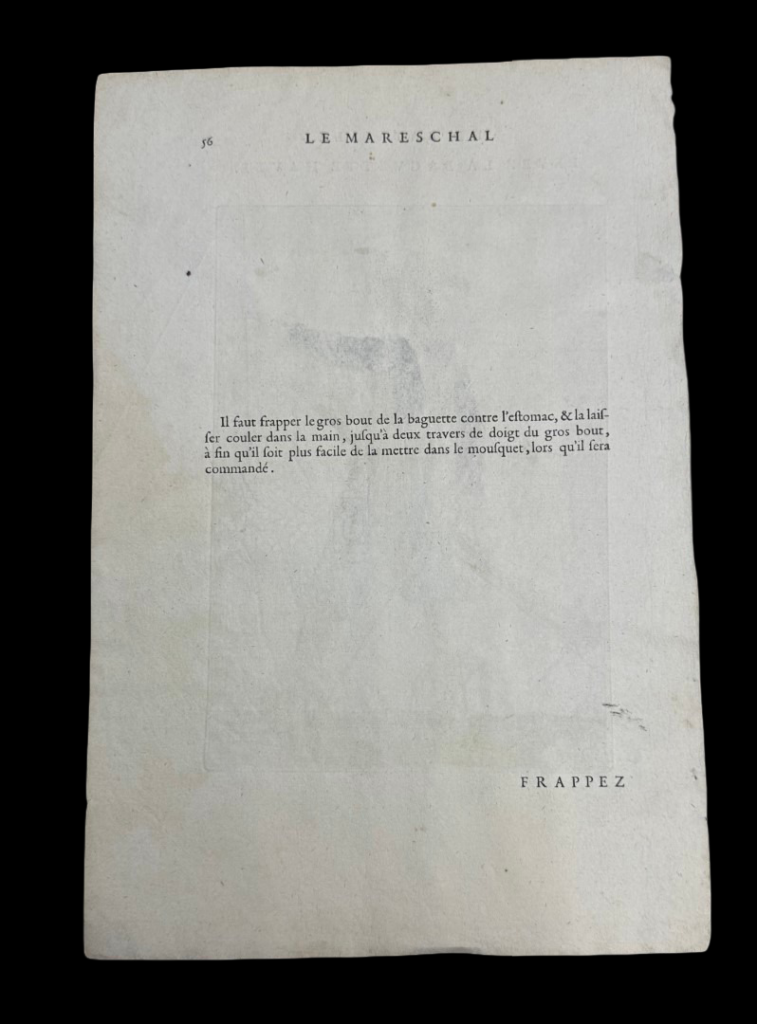 56
LE MARESCHAL
Il faut frapper le gros bout de la baguette contre l'eſtomac, & la laiſ-
ſer couler dans la main, juſqu'à deux travers de doigt du gros bout,
à fin qu'il ſoit plus facile de la mettre dans le mouſquet, lors qu'il ſera
commandé.
FRAPPEZ